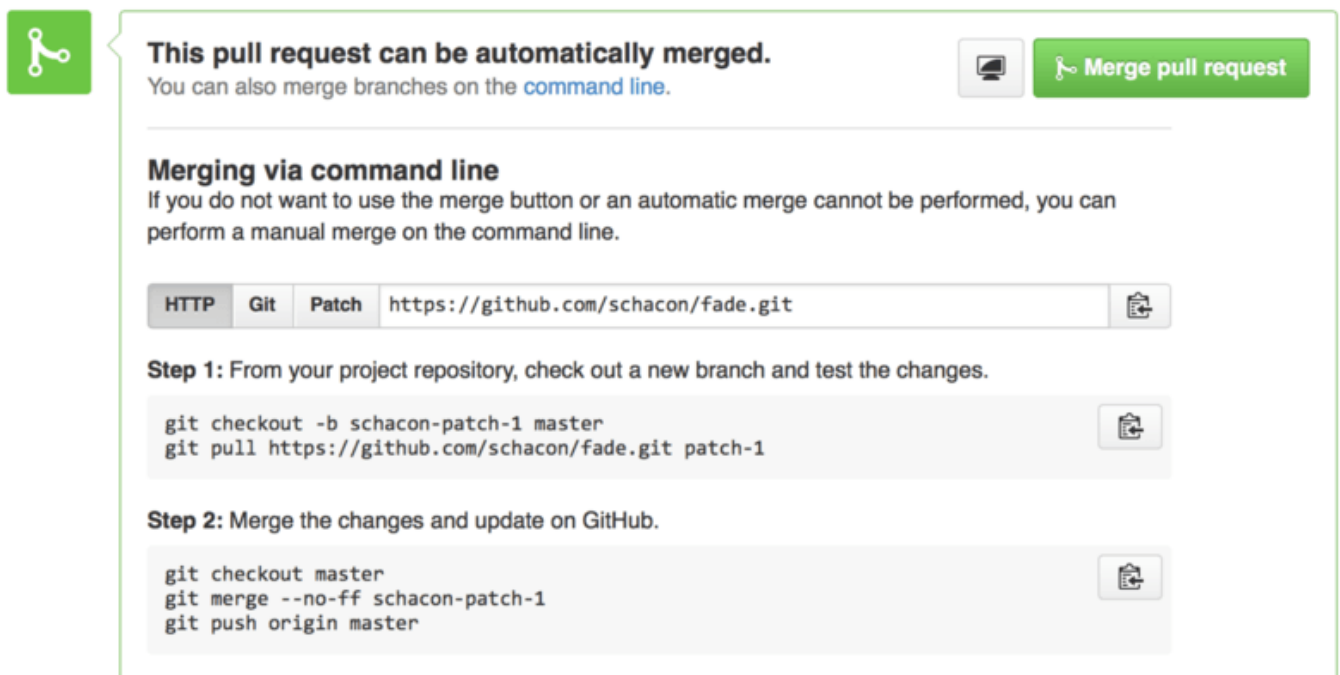 This pull request can be automatically merged.
You can also merge branches on the command line.
Merge pull request
Merging via command line
If you do not want to use the merge button or an automatic merge cannot be performed, you can
perform a manual merge on the command line.
HTTP Git Patch https://github.com/schacon/fade.git
Step 1: From your project repository, check out a new branch and test the changes.
git checkout -b schacon-patch-1 master
git pull https://github.com/schacon/fade.git patch-1
Step 2: Merge the changes and update on GitHub.
git checkout master
git merge --no-ff schacon-patch-1
git push origin master